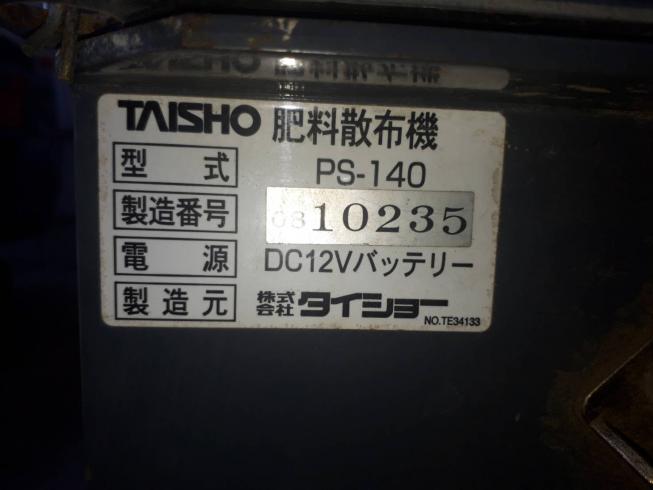 TAISHO 肥料散布機
型式 PS-140
製造番号 0810235
電源 DC12Vバッテリー
製造元 株式会社 タイショー
NO.TE34133